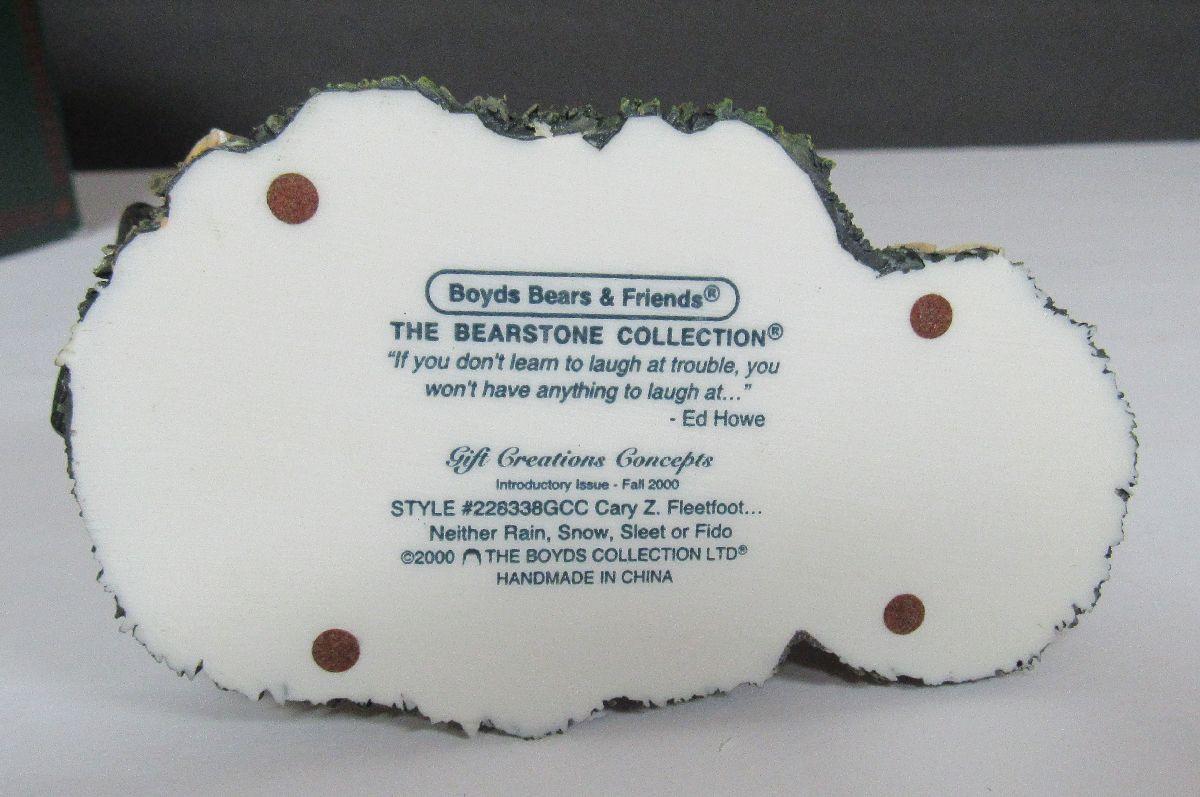 Boyds Bears & Friends®
THE BEARSTONE COLLECTION®
"If you don't learn to laugh at trouble, you
won't have anything to laugh at..."
- Ed Howe
Gift Creations Concepts
Introductory Issue - Fall 2000
STYLE #228338GCC Cary Z. Fleetfoot...
Neither Rain, Snow, Sleet or Fido
©2000 THE BOYDS COLLECTION LTD®
HANDMADE IN CHINA